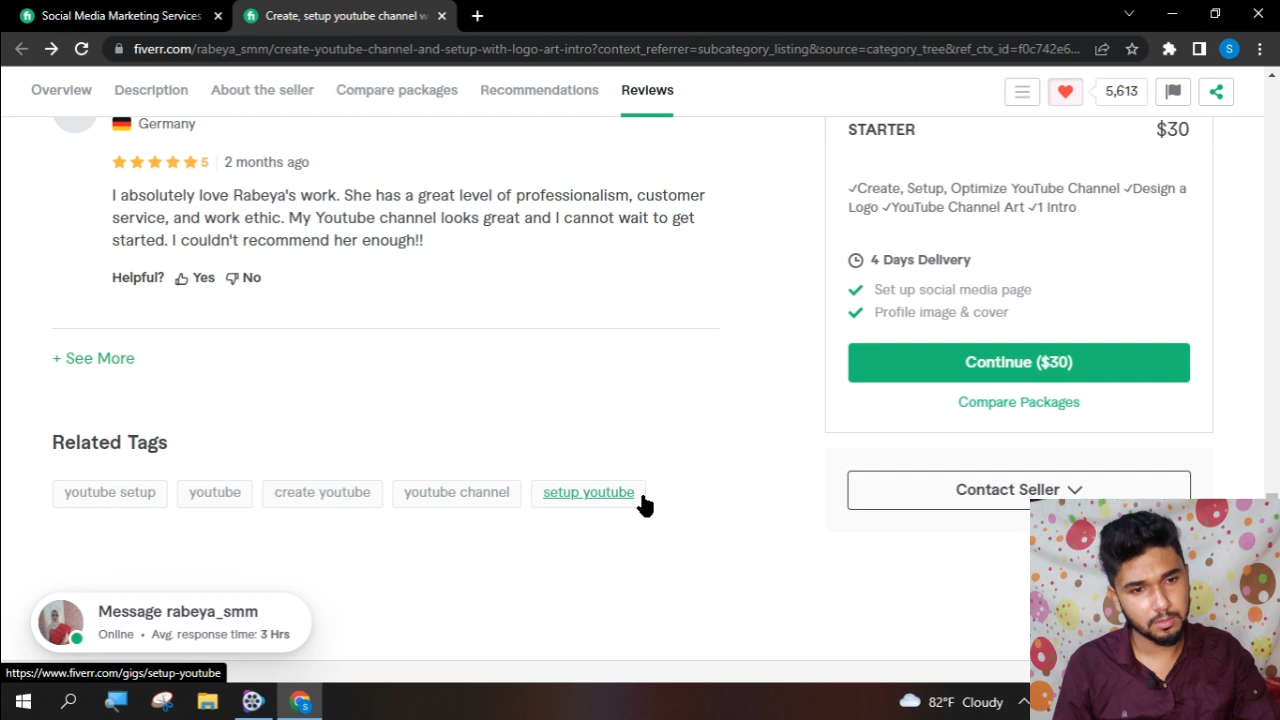 Social Media Marketing Services
Create, setup youtube channel w
fiverr.com/rabeya_smm/create-youtube-channel-and-setup-with-logo-art-intro?context_referrer=subcategory_listing&source=category_tree&ref_ctx_id=f0c742e6...
S
Overview
Description
About the seller
Compare packages
Recommendations
Reviews
5,613
Germany
5
2 months ago
I absolutely love Rabeya's work. She has a great level of professionalism, customer
service, and work ethic. My Youtube channel looks great and I cannot wait to get
started. I couldn't recommend her enough!!
Helpful? Yes No
+ See More
STARTER
$30
✓Create, Setup, Optimize YouTube Channel ✓Design a
Logo ✓YouTube Channel Art ✓1 Intro
4 Days Delivery
Set up social media page
Profile image & cover
Continue ($30)
Compare Packages
Contact Seller
Related Tags
youtube setup
youtube
create youtube
youtube channel
setup youtube
Message rabeya_smm
Online • Avg. response time: 3 Hrs
https://www.fiverr.com/gigs/setup-youtube
82°F Cloudy